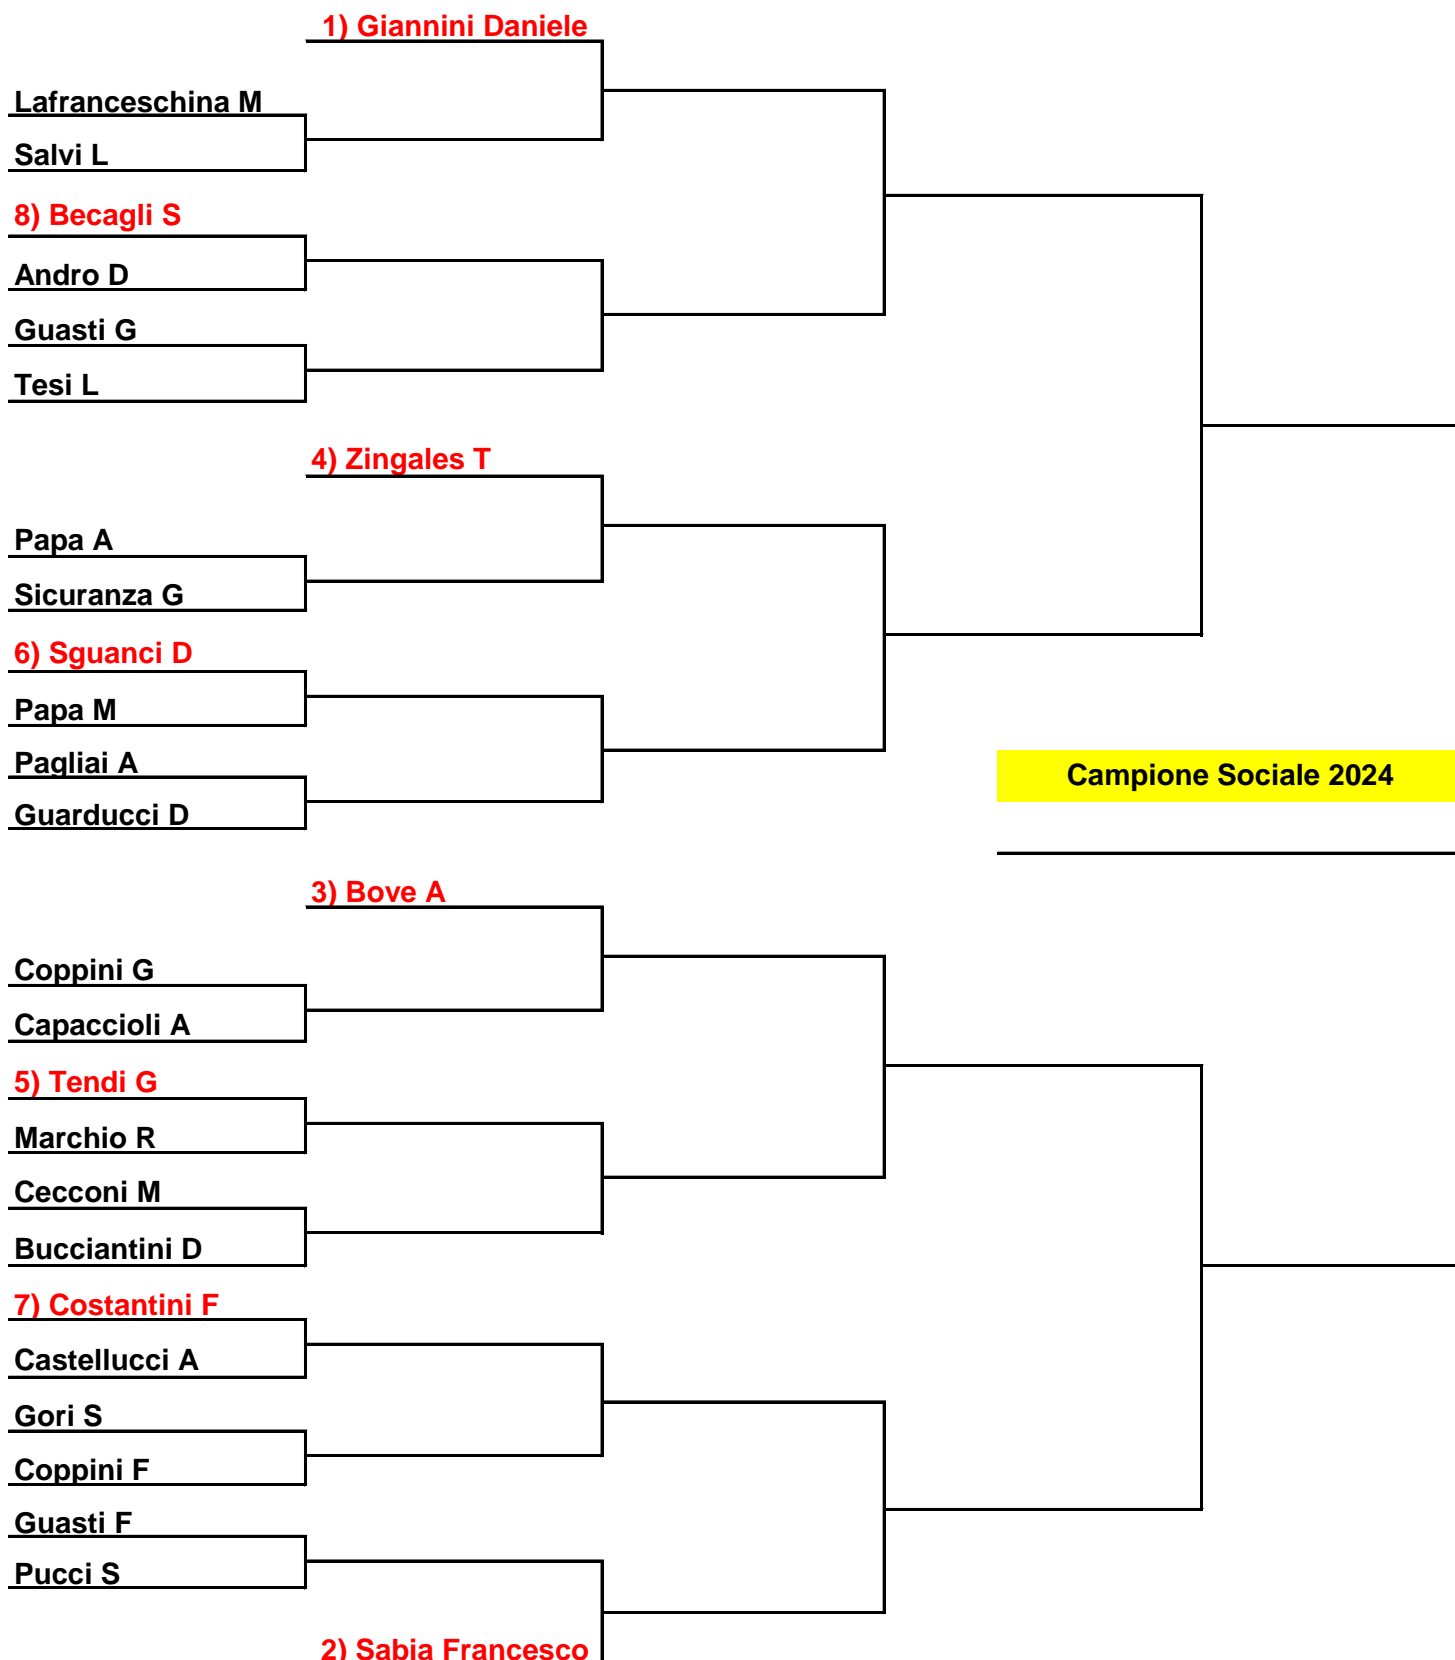 1) Giannini Daniele
Lafranceschina M
Salvi L
8) Becagli S
Andro D
Guasti G
Tesi L
4) Zingales T
Papa A
Sicuranza G
6) Sguanci D
Papa M
Pagliai A
Guarducci D
Campione Sociale 2024
3) Bove A
Coppini G
Capaccioli A
5) Tendi G
Marchio R
Cecconi M
Bucciantini D
7) Costantini F
Castellucci A
Gori S
Coppini F
Guasti F
Pucci S
2) Sabia Francesco